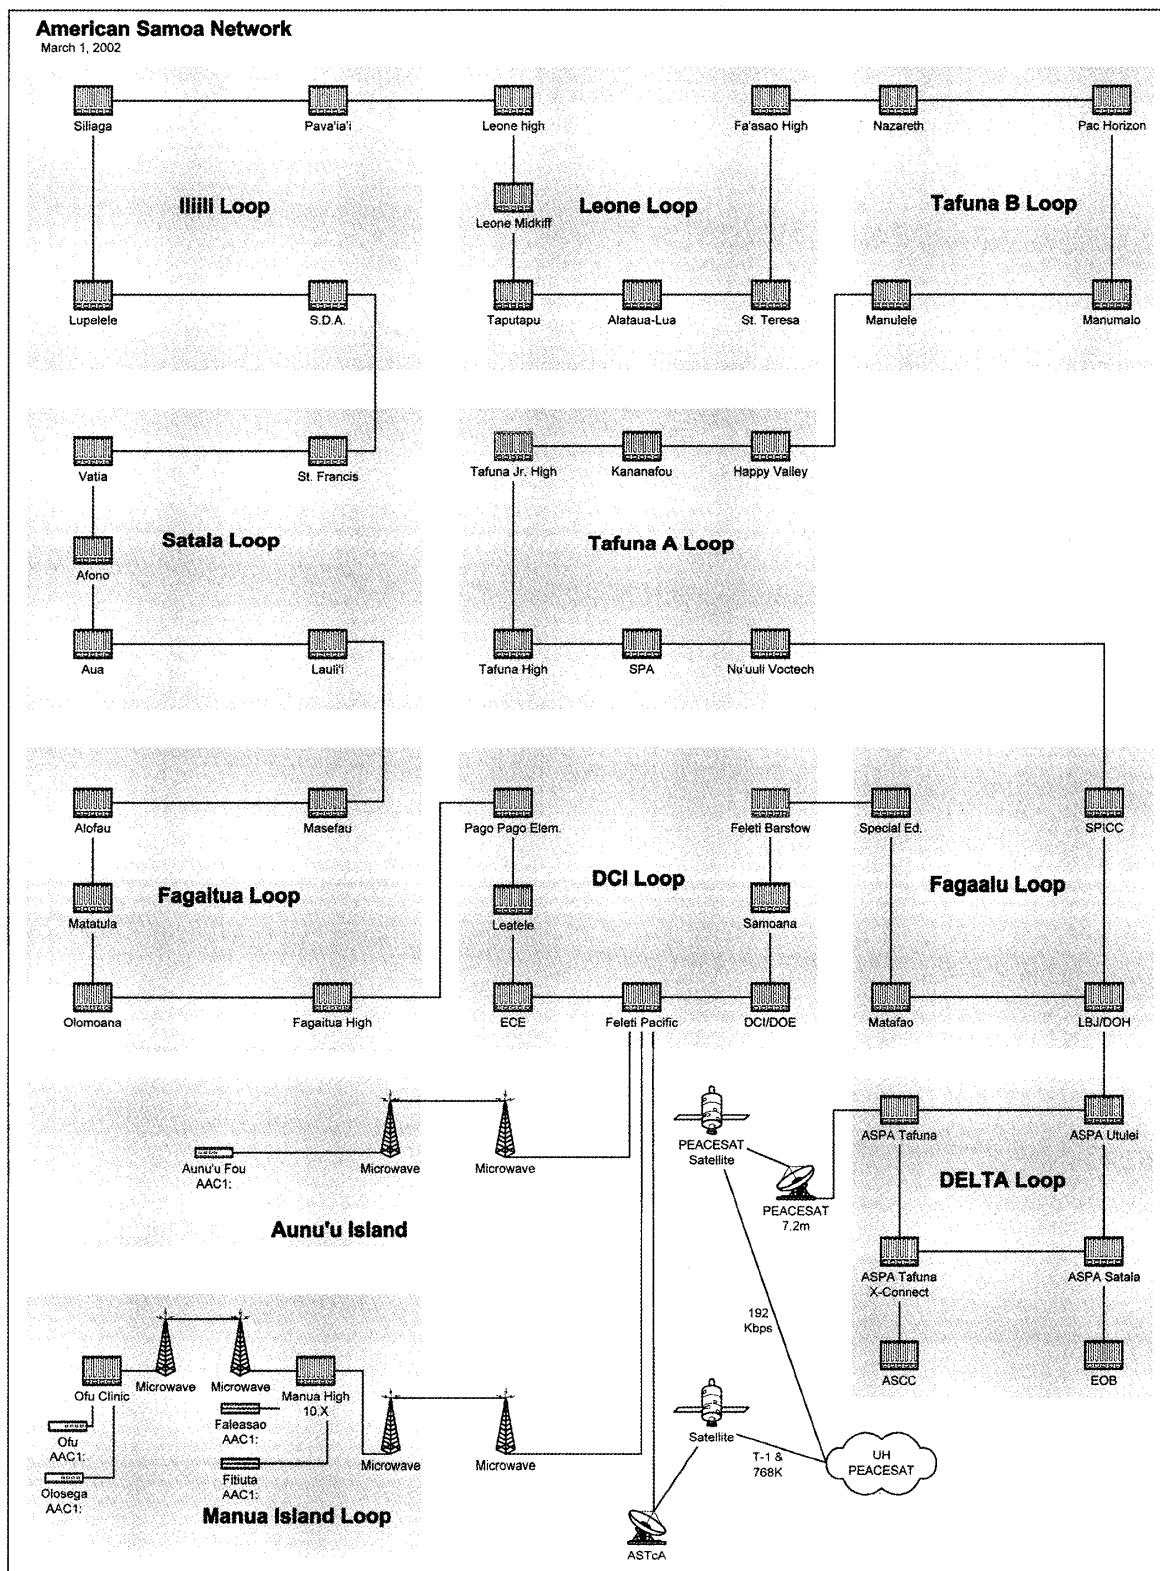 American Samoa Network
March 1, 2002
Siliaga
Pava'ia'i
Leone high
Fa'asao High
Nazareth
Pac Horizon
Iliili Loop
Leone Midkiff
Leone Loop
Tafuna B Loop
Lupelele
S.D.A.
Taputapu
Alataua-Lua
St. Teresa
Manulele
Manumalo
Vatia
St. Francis
Tafuna Jr. High
Kananafou
Happy Valley
Satala Loop
Afono
Tafuna A Loop
Aua
Lauli'i
Tafuna High
SPA
Nu'uuli Voctech
Alofau
Masefau
Pago Pago Elem.
Feleti Barstow
Special Ed.
SPICC
Fagaitua Loop
Matatula
DCI Loop
Leatele
Samoana
Fagaalu Loop
Olomoana
Fagaitua High
ECE
Feleti Pacific
DCI/DOE
Matafao
LBJ/DOH
Aunu'u Fou
AAC1:
Microwave
Microwave
Aunu'u Island
PEACESAT
Satellite
PEACESAT
7.2m
ASPA Tafuna
ASPA Utulei
DELTA Loop
ASPA Tafuna
X-Connect
ASPA Satala
192
Kbps
ASCC
EOB
Ofu Clinic
Microwave
Microwave
Manua High
10.X
Faleasao
AAC1:
Ofu
AAC1:
Olosega
AAC1:
Fitiuta
AAC1:
Microwave
Microwave
Manua Island Loop
Satellite
T-1 &
768K
UH
PEACESAT
ASTcA